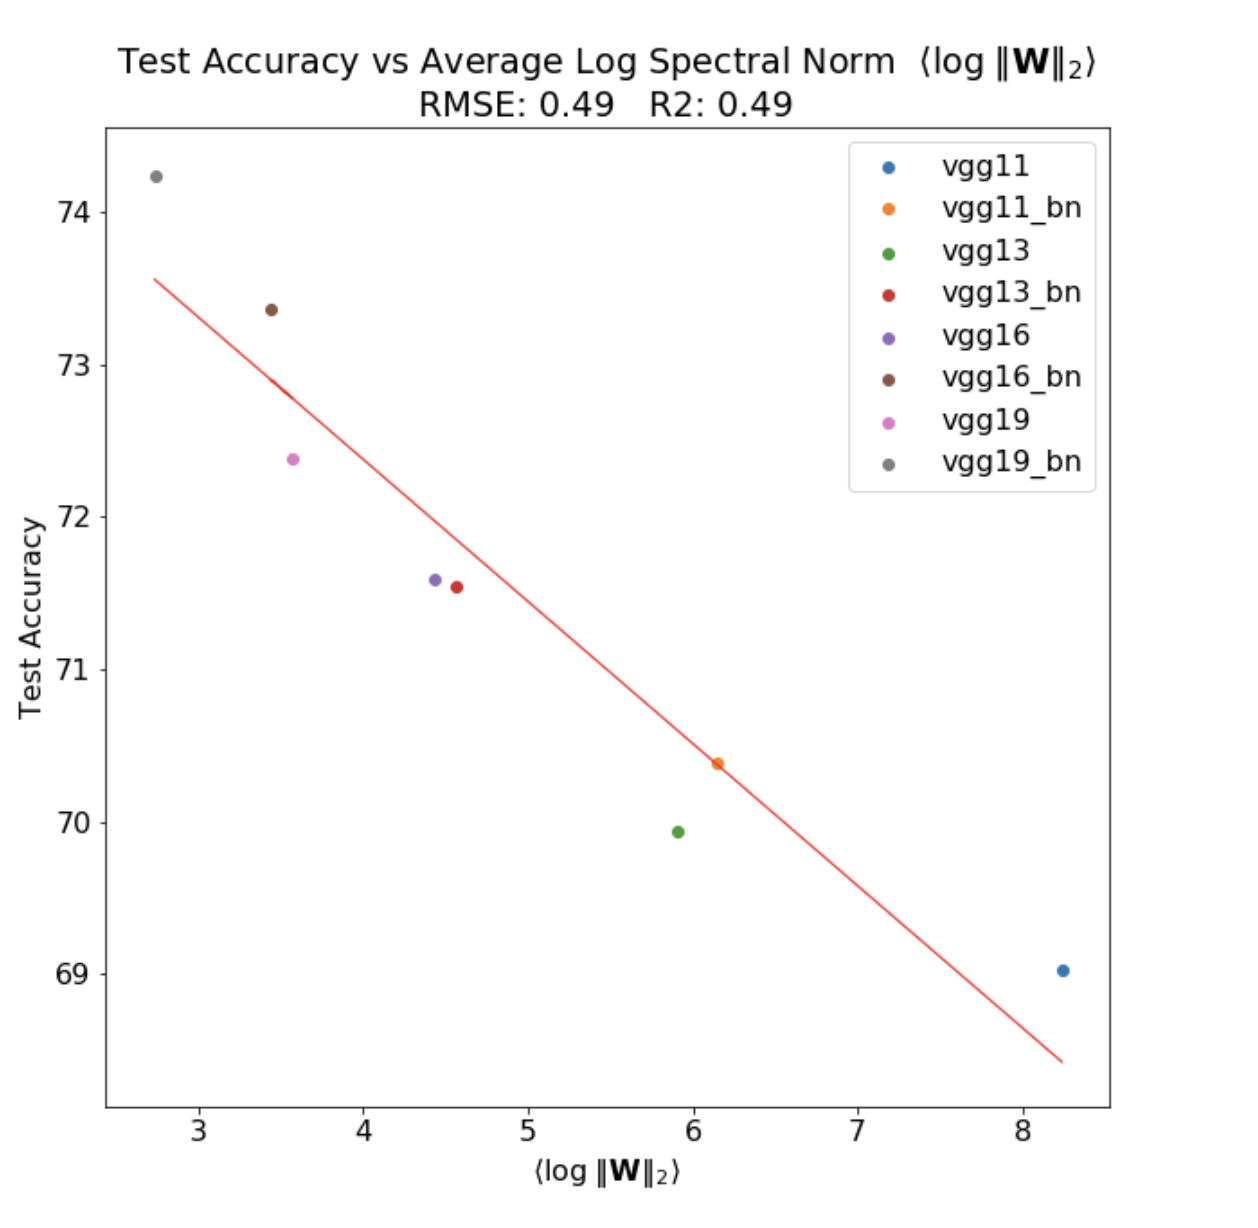 Test Accuracy vs Average Log Spectral Norm ⟨log ‖W‖₂⟩
RMSE: 0.49 R2: 0.49
vgg11
vgg11_bn
vgg13
vgg13_bn
vgg16
vgg16_bn
vgg19
vgg19_bn
Test Accuracy
74
73
72
71
70
69
3 4 5 6 7 8
⟨log ‖W‖₂⟩